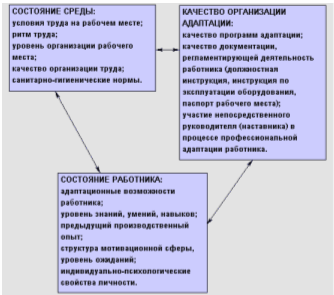 СОСТОЯНИЕ СРЕДЫ:
условия труда на рабочем месте;
ритм труда;
уровень организации рабочего
места;
качество организации труда;
санитарно-гигиенические нормы.
КАЧЕСТВО ОРГАНИЗАЦИИ
АДАПТАЦИИ:
качество программ адаптации;
качество документации,
регламентирующей деятельность
работника (должностная
инструкция, инструкция по
эксплуатации оборудования,
паспорт рабочего места);
участие непосредственного
руководителя (наставника) в
процессе профессиональной
адаптации работника.
СОСТОЯНИЕ РАБОТНИКА:
адаптационные возможности
работника;
уровень знаний, умений, навыков;
предыдущий производственный
опыт;
структура мотивационной сферы,
уровень ожиданий;
индивидуально-психологические
свойства личности.